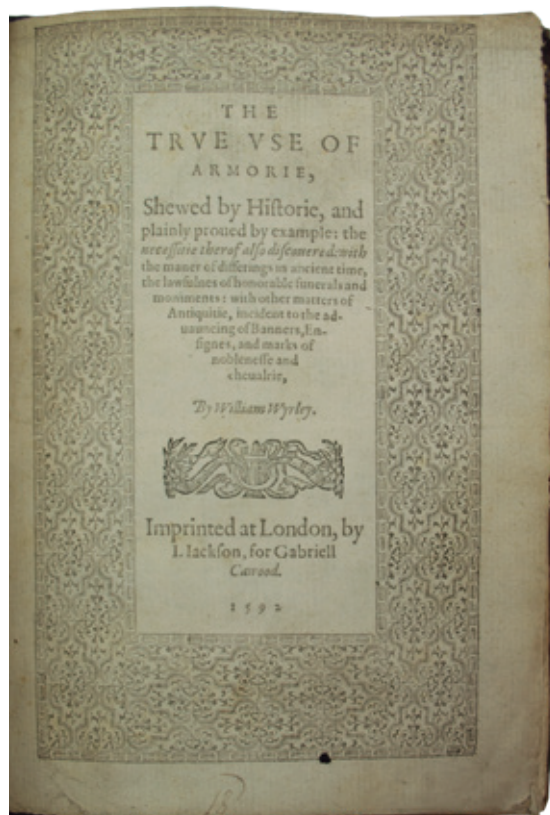 THE
TRVE VSE OF
ARMORIE,
Shewed by Hiſtorie, and
plainly proued by example: the
neceſſitie therof alſo diſcouered: with
the maner of differings in ancient time,
the lawfulnes of honorable funerals and
moniments: with other matters of
Antiquitie, incident to the ad-
uauncing of Banners, En-
ſignes, and marks of
nobleneſſe and
cheualrie,
By William Wyrley.
Imprinted at London, by
I. Iackſon, for Gabriell
Cawood.
1592